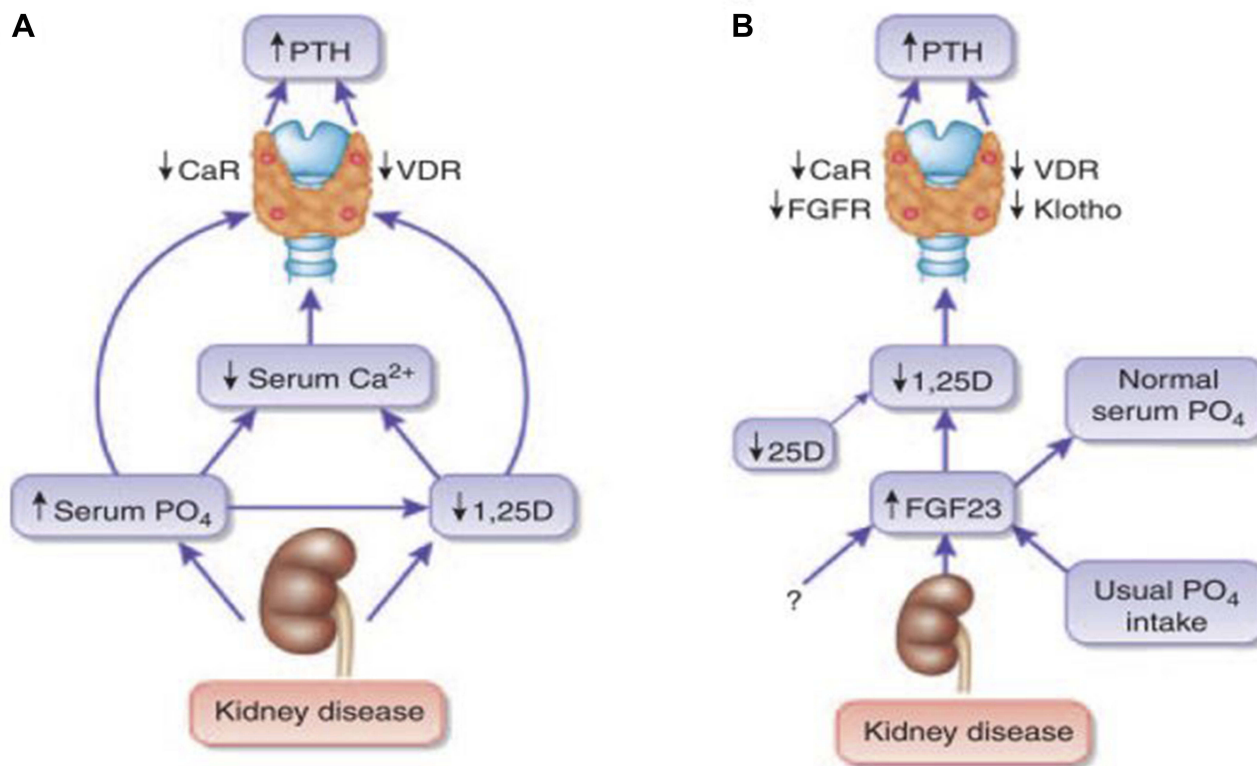 A
↑PTH
↓CaR
↓VDR
↓ Serum Ca²⁺
↑Serum PO₄
↓1,25D
Kidney disease
B
↑PTH
↓CaR
↓ VDR
↓FGFR
↓ Klotho
↓1,25D
Normal
serum PO₄
↓25D
↑FGF23
?
Usual PO₄
intake
Kidney disease